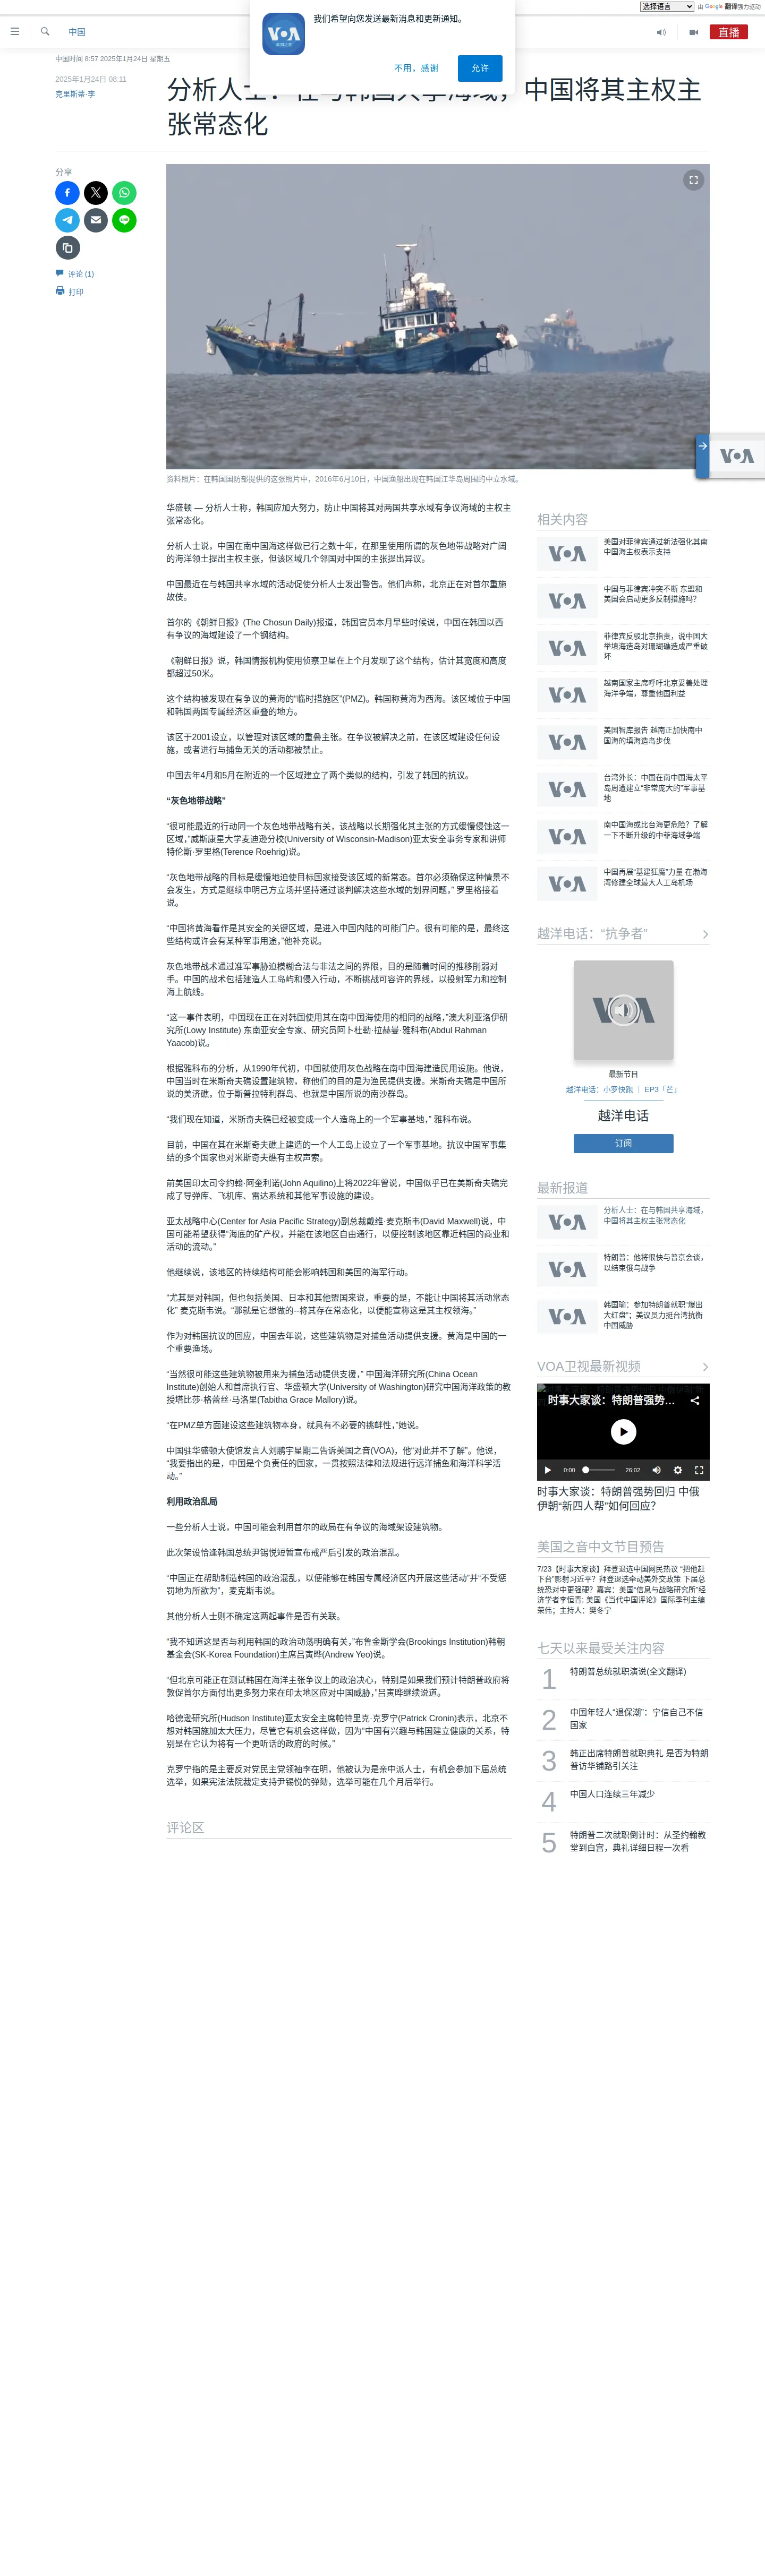 选择语言 由 Google 翻译强力驱动
我们希望向您发送最新消息和更新通知。
VOA
美国之音
不用，感谢 允许
中国
直播
中国时间 8:57 2025年1月24日 星期五
分析人士：在与韩国共享海域，中国将其主权主
张常态化
2025年1月24日 08:11
克里斯蒂·李
分享
评论 (1)
打印
资料照片：在韩国国防部提供的这张照片中，2016年6月10日，中国渔船出现在韩国江华岛周围的中立水域。
华盛顿 — 分析人士称，韩国应加大努力，防止中国将其对两国共享水域有争议海域的主权主
张常态化。
分析人士说，中国在南中国海这样做已行之数十年，在那里使用所谓的灰色地带战略对广阔
的海洋领土提出主权主张，但该区域几个邻国对中国的主张提出异议。
中国最近在与韩国共享水域的活动促使分析人士发出警告。他们声称，北京正在对首尔重施
故伎。
首尔的《朝鲜日报》(The Chosun Daily)报道，韩国官员本月早些时候说，中国在韩国以西
有争议的海域建设了一个钢结构。
《朝鲜日报》说，韩国情报机构使用侦察卫星在上个月发现了这个结构，估计其宽度和高度
都超过50米。
这个结构被发现在有争议的黄海的“临时措施区”(PMZ)。韩国称黄海为西海。该区域位于中国
和韩国两国专属经济区重叠的地方。
该区于2001设立，以管理对该区域的重叠主张。在争议被解决之前，在该区域建设任何设
施，或者进行与捕鱼无关的活动都被禁止。
中国去年4月和5月在附近的一个区域建立了两个类似的结构，引发了韩国的抗议。
“灰色地带战略”
“很可能最近的行动同一个灰色地带战略有关，该战略以长期强化其主张的方式缓慢侵蚀这一
区域，”威斯康星大学麦迪逊分校(University of Wisconsin-Madison)亚太安全事务专家和讲师
特伦斯·罗里格(Terence Roehrig)说。
“灰色地带战略的目标是缓慢地迫使目标国家接受该区域的新常态。首尔必须确保这种情景不
会发生，方式是继续申明己方立场并坚持通过谈判解决这些水域的划界问题，” 罗里格接着
说。
“中国将黄海看作是其安全的关键区域，是进入中国内陆的可能门户。很有可能的是，最终这
些结构或许会有某种军事用途，”他补充说。
灰色地带战术通过准军事胁迫模糊合法与非法之间的界限，目的是随着时间的推移削弱对
手。中国的战术包括建造人工岛屿和侵入行动，不断挑战可容许的界线，以投射军力和控制
海上航线。
“这一事件表明，中国现在正在对韩国使用其在南中国海使用的相同的战略，”澳大利亚洛伊研
究所(Lowy Institute) 东南亚安全专家、研究员阿卜杜勒·拉赫曼·雅科布(Abdul Rahman
Yaacob)说。
根据雅科布的分析，从1990年代初，中国就使用灰色战略在南中国海建造民用设施。他说，
中国当时在米斯奇夫礁设置建筑物，称他们的目的是为渔民提供支援。米斯奇夫礁是中国所
说的美济礁，位于斯普拉特利群岛、也就是中国所说的南沙群岛。
“我们现在知道，米斯奇夫礁已经被变成一个人造岛上的一个军事基地，” 雅科布说。
目前，中国在其在米斯奇夫礁上建造的一个人工岛上设立了一个军事基地。抗议中国军事集
结的多个国家也对米斯奇夫礁有主权声索。
前美国印太司令约翰·阿奎利诺(John Aquilino)上将2022年曾说，中国似乎已在美斯奇夫礁完
成了导弹库、飞机库、雷达系统和其他军事设施的建设。
亚太战略中心(Center for Asia Pacific Strategy)副总裁戴维·麦克斯韦(David Maxwell)说，中
国可能希望获得“海底的矿产权，并能在该地区自由通行，以便控制该地区靠近韩国的商业和
活动的流动。”
他继续说，该地区的持续结构可能会影响韩国和美国的海军行动。
“尤其是对韩国，但也包括美国、日本和其他盟国来说，重要的是，不能让中国将其活动常态
化” 麦克斯韦说。“那就是它想做的--将其存在常态化，以便能宣称这是其主权领海。”
作为对韩国抗议的回应，中国去年说，这些建筑物是对捕鱼活动提供支援。黄海是中国的一
个重要渔场。
“当然很可能这些建筑物被用来为捕鱼活动提供支援，” 中国海洋研究所(China Ocean
Institute)创始人和首席执行官、华盛顿大学(University of Washington)研究中国海洋政策的教
授塔比莎·格蕾丝·马洛里(Tabitha Grace Mallory)说。
“在PMZ单方面建设这些建筑物本身，就具有不必要的挑衅性，”她说。
中国驻华盛顿大使馆发言人刘鹏宇星期二告诉美国之音(VOA)，他“对此并不了解”。他说，
“我要指出的是，中国是个负责任的国家，一贯按照法律和法规进行远洋捕鱼和海洋科学活
动。”
利用政治乱局
一些分析人士说，中国可能会利用首尔的政局在有争议的海域架设建筑物。
此次架设恰逢韩国总统尹锡悦短暂宣布戒严后引发的政治混乱。
“中国正在帮助制造韩国的政治混乱，以便能够在韩国专属经济区内开展这些活动”并“不受惩
罚地为所欲为”，麦克斯韦说。
其他分析人士则不确定这两起事件是否有关联。
“我不知道这是否与利用韩国的政治动荡明确有关，”布鲁金斯学会(Brookings Institution)韩朝
基金会(SK-Korea Foundation)主席吕寅晔(Andrew Yeo)说。
“但北京可能正在测试韩国在海洋主张争议上的政治决心，特别是如果我们预计特朗普政府将
敦促首尔方面付出更多努力来在印太地区应对中国威胁，”吕寅晔继续说道。
哈德逊研究所(Hudson Institute)亚太安全主席帕特里克·克罗宁(Patrick Cronin)表示，北京不
想对韩国施加太大压力，尽管它有机会这样做，因为“中国有兴趣与韩国建立健康的关系，特
别是在它认为将有一个更听话的政府的时候。”
克罗宁指的是主要反对党民主党领袖李在明，他被认为是亲中派人士，有机会参加下届总统
选举，如果宪法法院裁定支持尹锡悦的弹劾，选举可能在几个月后举行。
评论区
VOA
相关内容
美国对菲律宾通过新法强化其南
中国海主权表示支持
中国与菲律宾冲突不断 东盟和
美国会启动更多反制措施吗？
菲律宾反驳北京指责，说中国大
举填海造岛对珊瑚礁造成严重破
坏
越南国家主席呼吁北京妥善处理
海洋争端，尊重他国利益
美国智库报告 越南正加快南中
国海的填海造岛步伐
台湾外长：中国在南中国海太平
岛周遭建立“非常庞大的”军事基
地
南中国海或比台海更危险？了解
一下不断升级的中菲海域争端
中国再展“基建狂魔”力量 在渤海
湾修建全球最大人工岛机场
越洋电话：“抗争者”
VOA
最新节目
越洋电话：小罗快跑 ｜ EP3「芒」
越洋电话
订阅
最新报道
分析人士：在与韩国共享海域，
中国将其主权主张常态化
特朗普：他将很快与普京会谈，
以结束俄乌战争
韩国瑜：参加特朗普就职“爆出
大红盘”；美议员力挺台湾抗衡
中国威胁
VOA卫视最新视频
时事大家谈：特朗普强势...
0:00 26:02
时事大家谈：特朗普强势回归 中俄
伊朝“新四人帮”如何回应？
美国之音中文节目预告
7/23【时事大家谈】拜登退选中国网民热议 “把他赶
下台”影射习近平？拜登退选牵动美外交政策 下届总
统恐对中更强硬？嘉宾：美国“信息与战略研究所”经
济学者李恒青; 美国《当代中国评论》国际季刊主编
荣伟；主持人：樊冬宁
七天以来最受关注内容
1 特朗普总统就职演说(全文翻译)
2 中国年轻人“退保潮”：宁信自己不信
国家
3 韩正出席特朗普就职典礼 是否为特朗
普访华铺路引关注
4 中国人口连续三年减少
5 特朗普二次就职倒计时：从圣约翰教
堂到白宫，典礼详细日程一次看